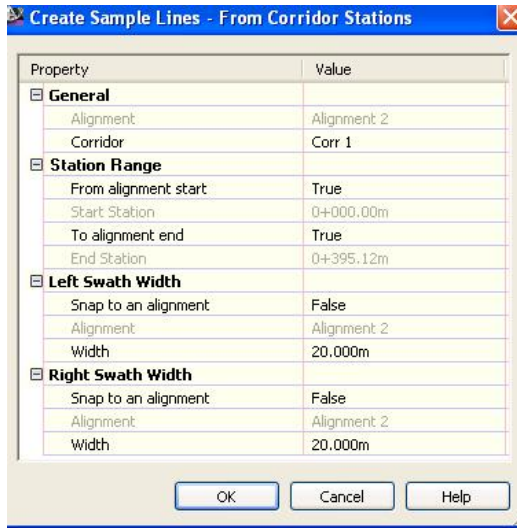 Create Sample Lines - From Corridor Stations
Property Value
General
Alignment Alignment 2
Corridor Corr 1
Station Range
From alignment start True
Start Station 0+000.00m
To alignment end True
End Station 0+395.12m
Left Swath Width
Snap to an alignment False
Alignment Alignment 2
Width 20.000m
Right Swath Width
Snap to an alignment False
Alignment Alignment 2
Width 20.000m
OK Cancel Help